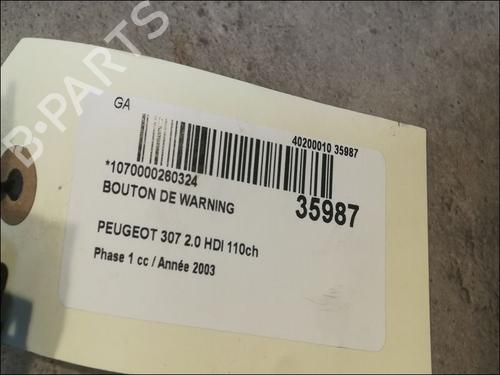 B-PARTS
GA
40200010 35987
*1070000260324
BOUTON DE WARNING
35987
PEUGEOT 307 2.0 HDI 110ch
Phase 1 cc / Année 2003